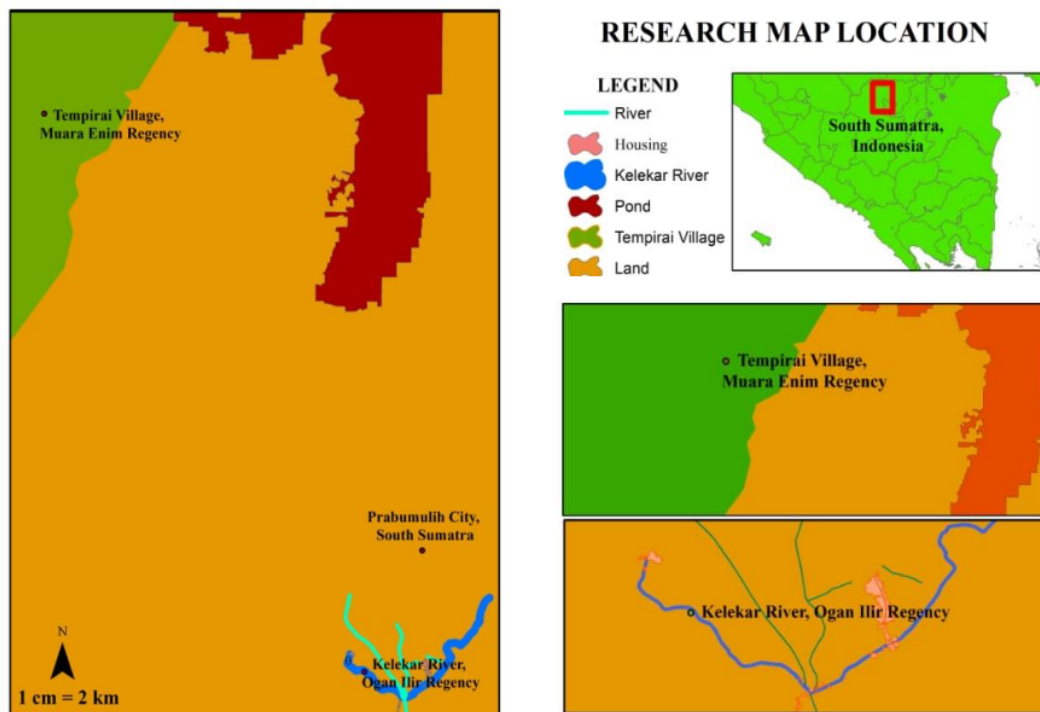 Tempirai Village,
Muara Enim Regency
Prabumulih City,
South Sumatra
Kelekar River,
Ogan Ilir Regency
N
1 cm = 2 km
RESEARCH MAP LOCATION
LEGEND
River
Housing
Kelekar River
Pond
Tempirai Village
Land
South Sumatra,
Indonesia
Tempirai Village,
Muara Enim Regency
Kelekar River, Ogan Ilir Regency